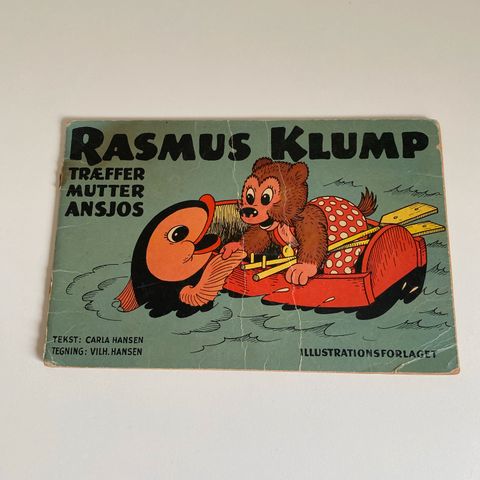 RASMUS KLUMP
TRÆFFER
MUTTER
ANSJOS
TEKST: CARLA HANSEN
TEGNING: VILH. HANSEN
ILLUSTRATIONSFORLAGET